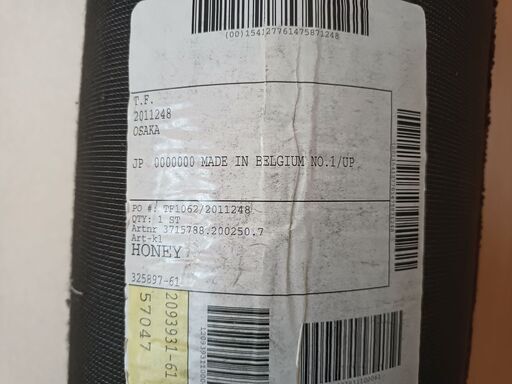 (00)154127761475871248
T.F.
2011248
OSAKA
JP 0000000 MADE IN BELGIUM NO.1/UP
PO #: TF1062/2011248
QTY: 1 ST
Artnr 3715788.200250.7
Art-kl
HONEY
325897-61
2093931-61
57047